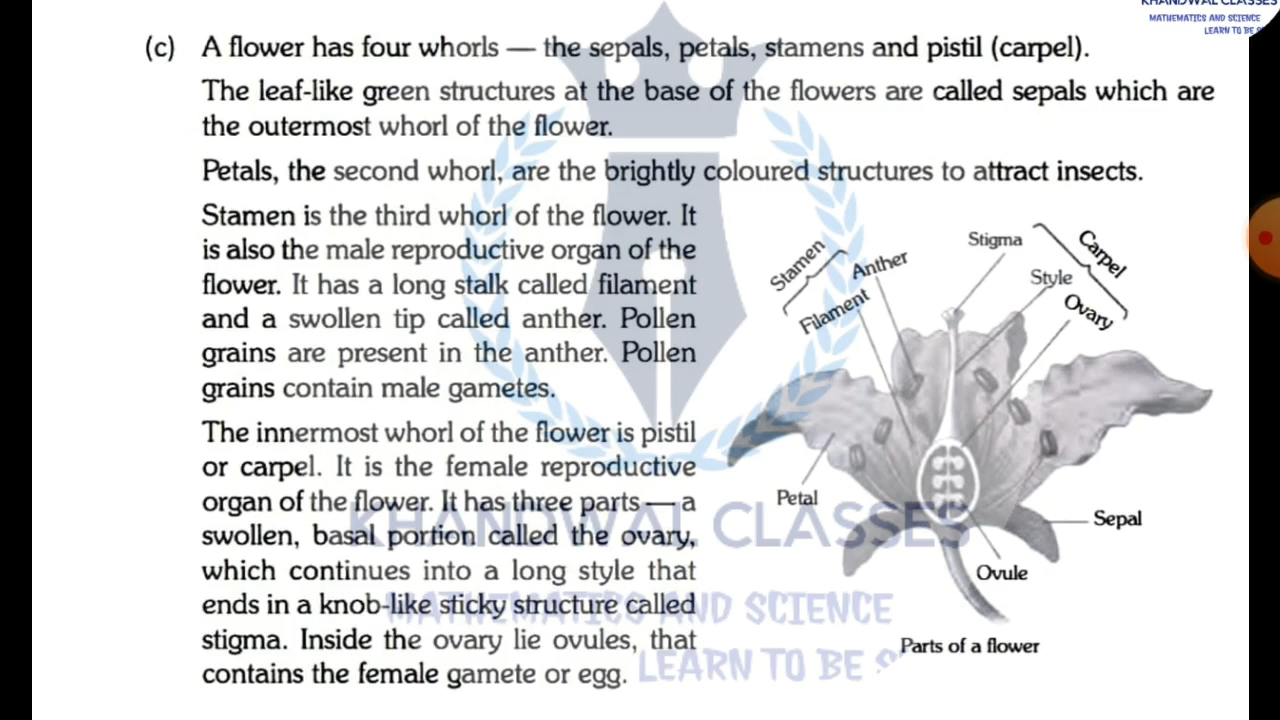 KHANDWAL CLASSES
MATHEMATICS AND SCIENCE
LEARN TO BE
(c) A flower has four whorls — the sepals, petals, stamens and pistil (carpel).
The leaf-like green structures at the base of the flowers are called sepals which are
the outermost whorl of the flower.
Petals, the second whorl, are the brightly coloured structures to attract insects.
Stamen is the third whorl of the flower. It
is also the male reproductive organ of the
flower. It has a long stalk called filament
and a swollen tip called anther. Pollen
grains are present in the anther. Pollen
grains contain male gametes.
The innermost whorl of the flower is pistil
or carpel. It is the female reproductive
organ of the flower. It has three parts — a
swollen, basal portion called the ovary,
which continues into a long style that
ends in a knob-like sticky structure called
stigma. Inside the ovary lie ovules, that
contains the female gamete or egg.
Stamen
Anther
Filament
Stigma
Style
Ovary
Carpel
Petal
Sepal
Ovule
Parts of a flower
KHANDWAL CLASSES
MATHEMATICS AND SCIENCE
LEARN TO BE